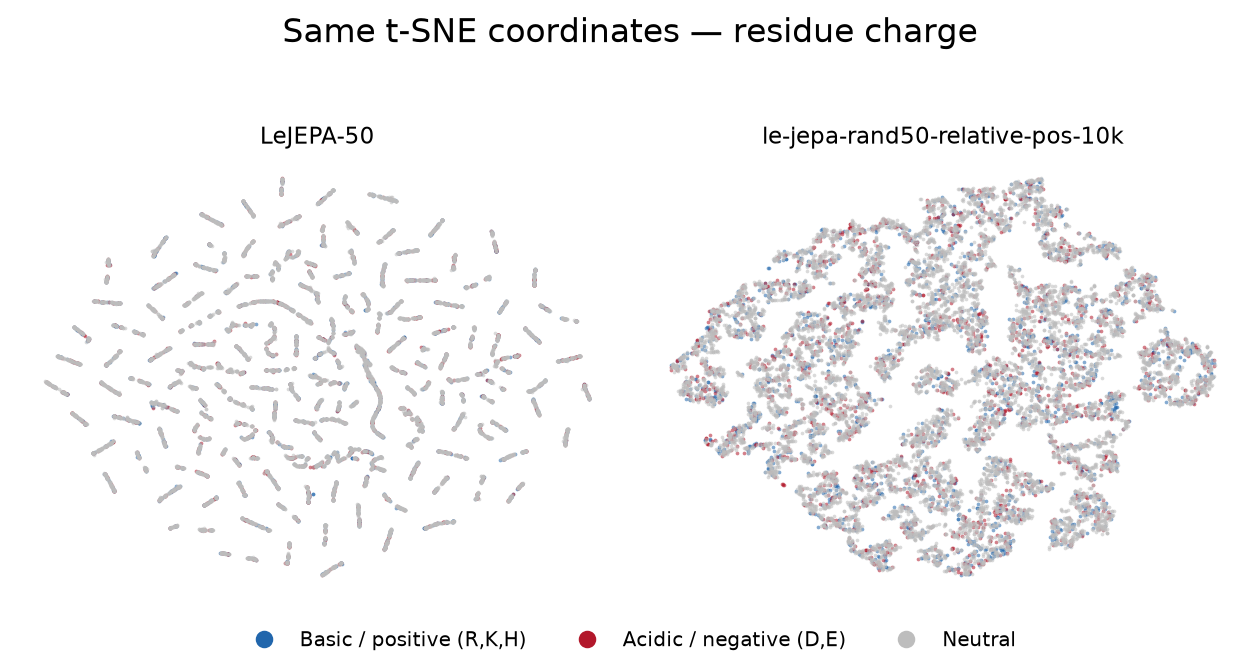 Same t-SNE coordinates — residue charge
LeJEPA-50
le-jepa-rand50-relative-pos-10k
Basic / positive (R,K,H)
Acidic / negative (D,E)
Neutral